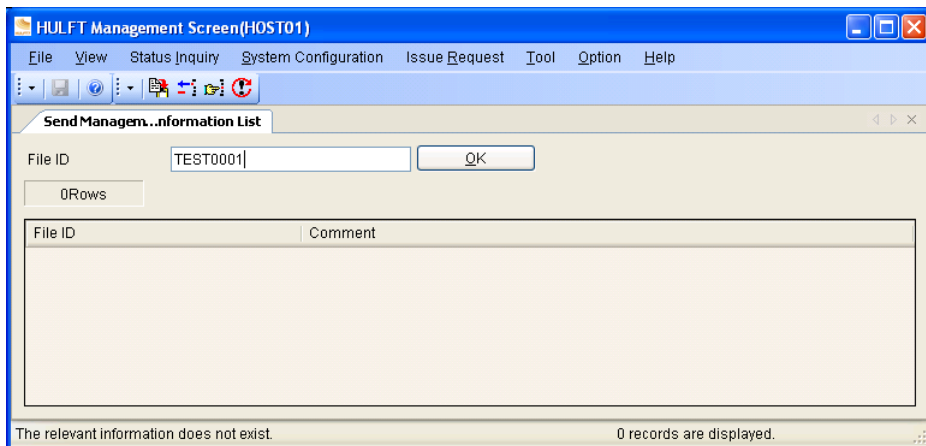 HULFT Management Screen(HOST01)
File View Status Inquiry System Configuration Issue Request Tool Option Help
Send Managem...nformation List
File ID TEST0001 OK
0Rows
File ID Comment
The relevant information does not exist. 0 records are displayed.